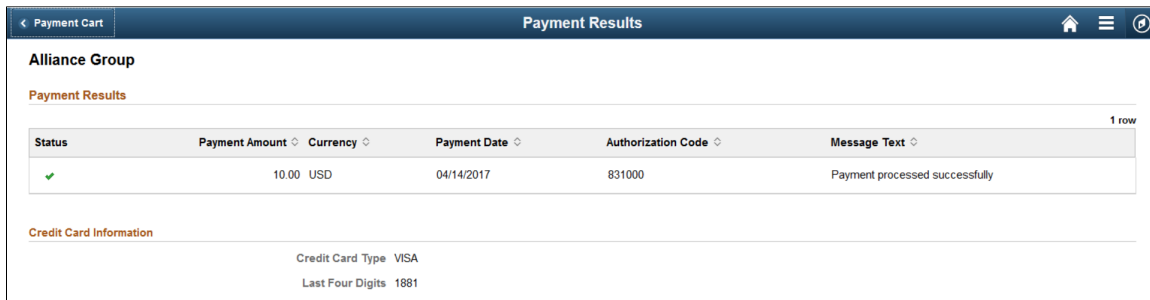 Payment Cart Payment Results
Alliance Group
Payment Results
1 row
Status Payment Amount Currency Payment Date Authorization Code Message Text
10.00 USD 04/14/2017 831000 Payment processed successfully
Credit Card Information
Credit Card Type VISA
Last Four Digits 1881